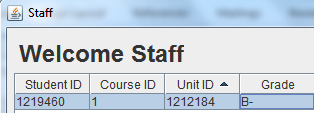 Staff
Welcome Staff
Student ID Course ID Unit ID Grade
1219460 1 1212184 B-